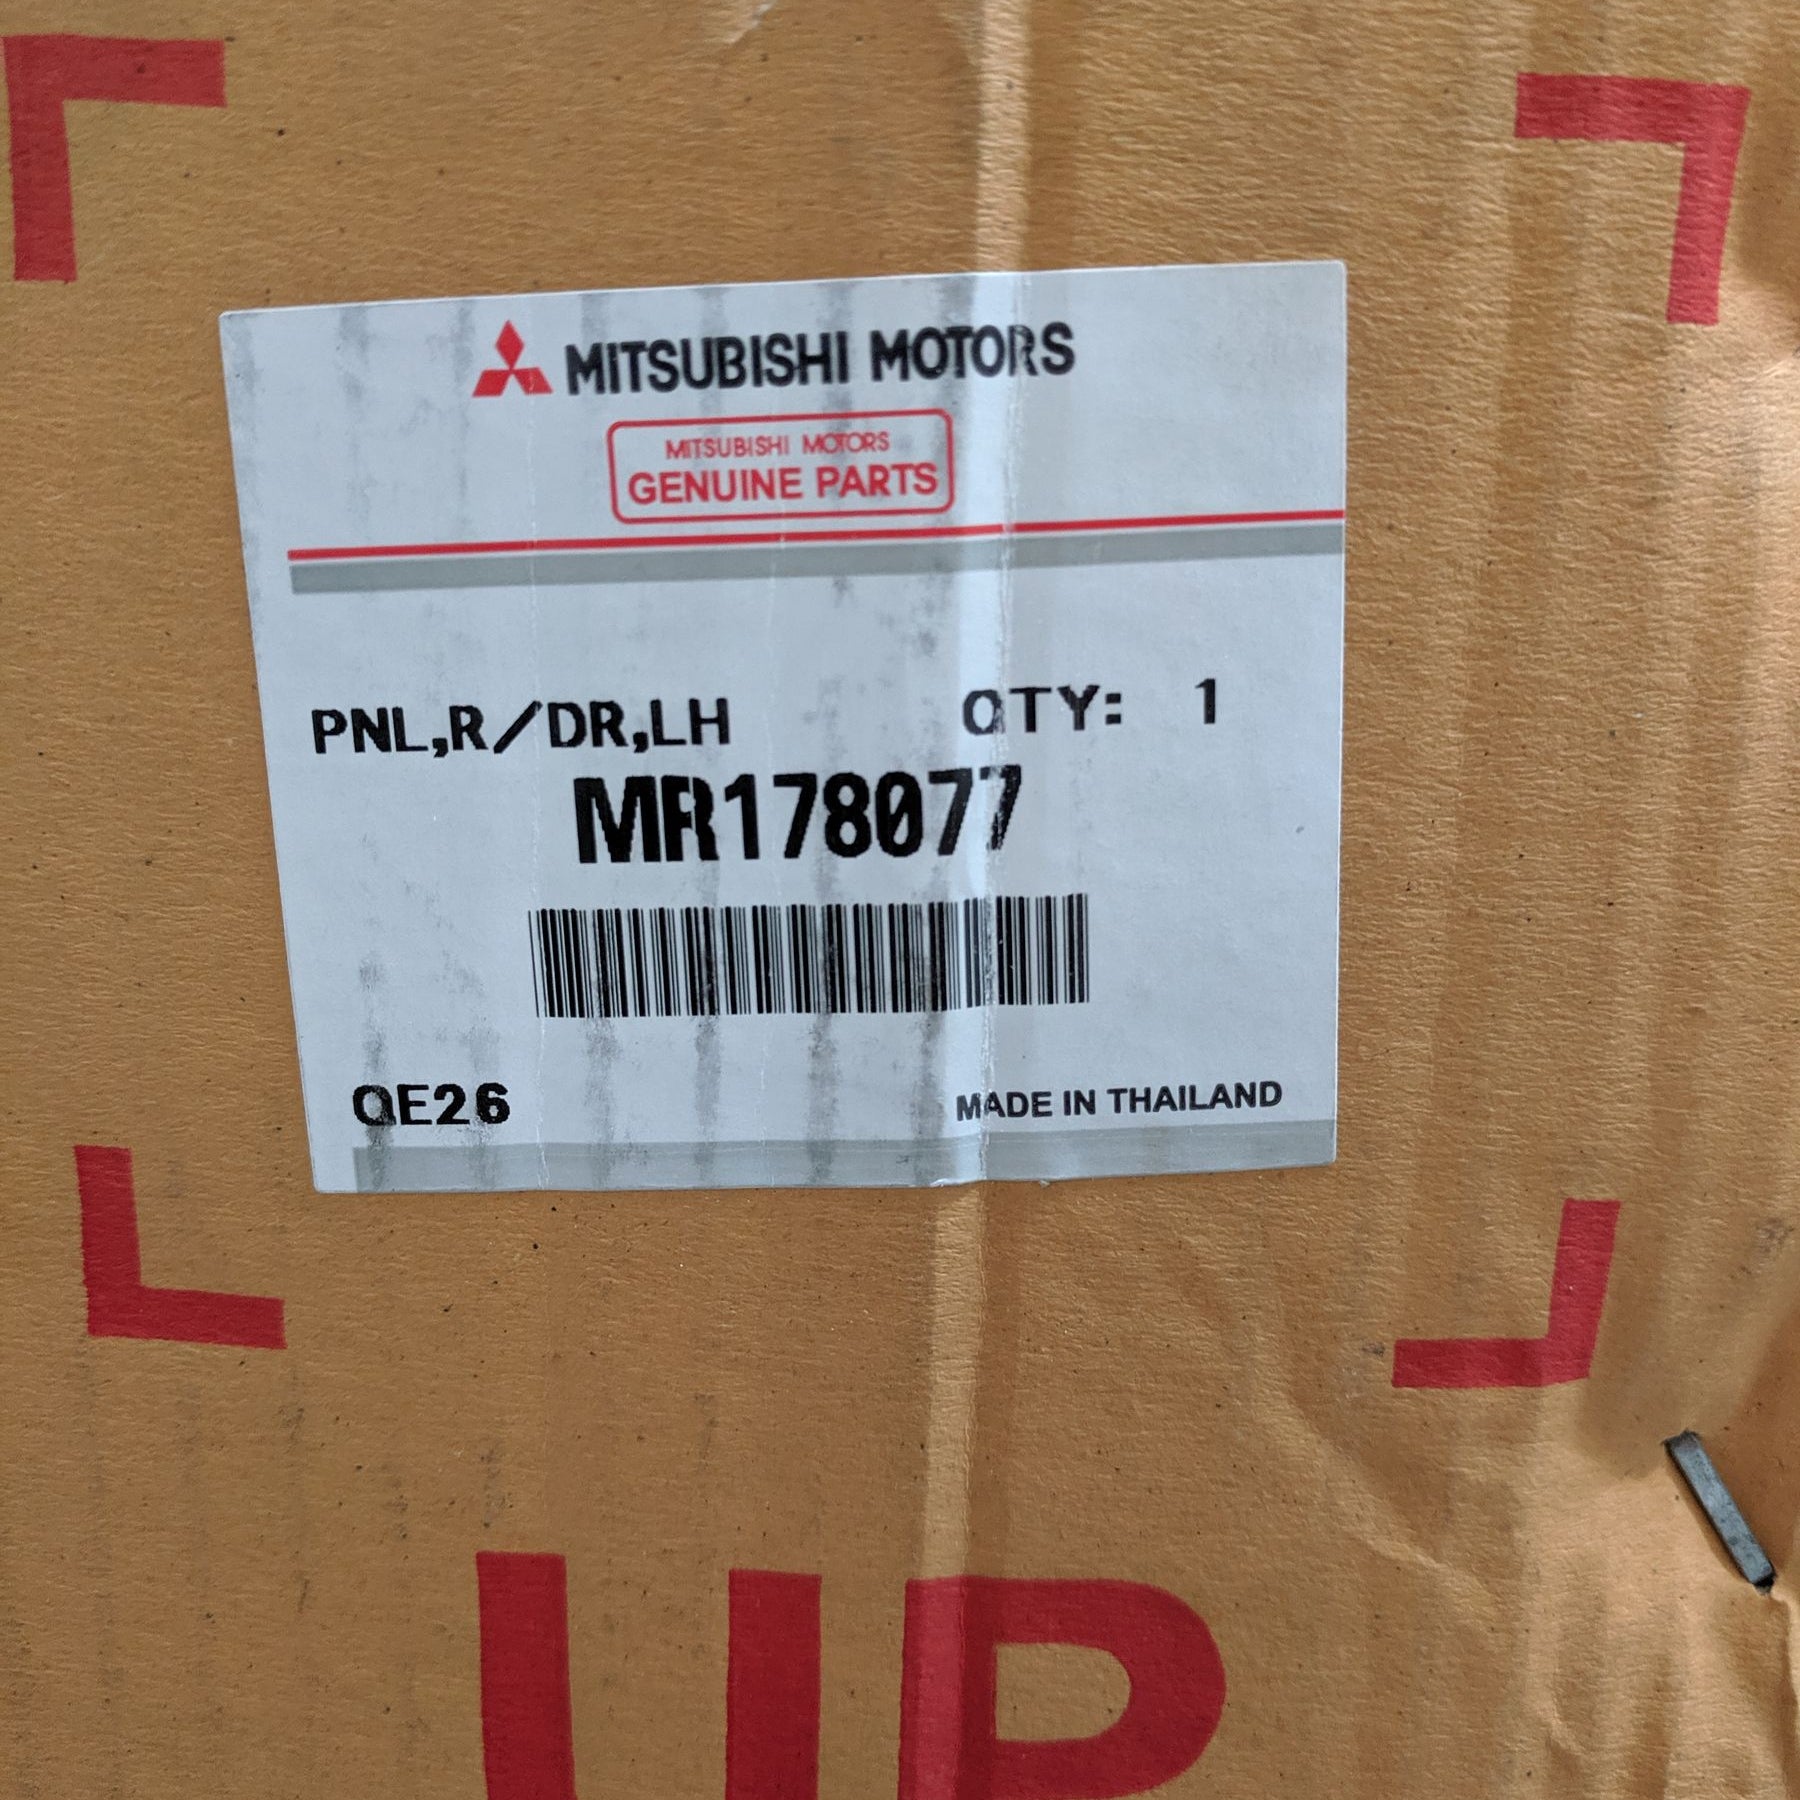 MITSUBISHI MOTORS
MITSUBISHI MOTORS
GENUINE PARTS
PNL,R/DR,LH QTY: 1
MR178077
QE26 MADE IN THAILAND
UP